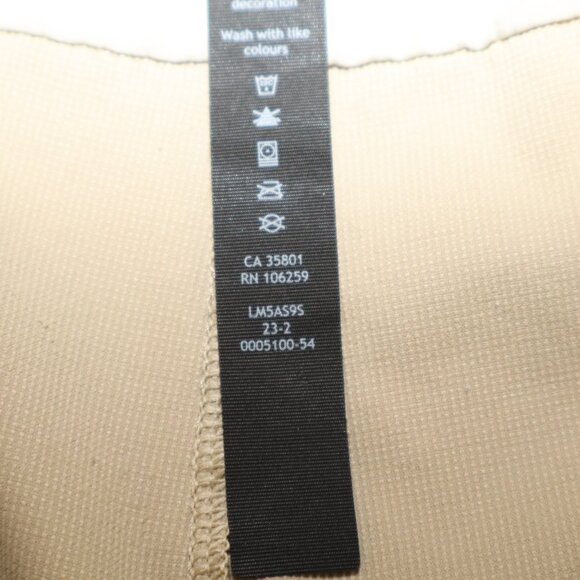 decoration
Wash with like
colours
CA 35801
RN 106259
LM5AS9S
23-2
0005100-54